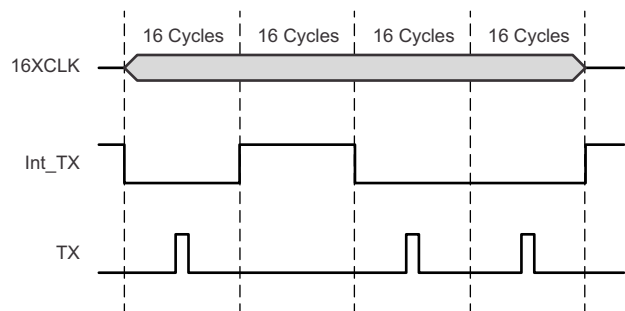 16 Cycles 16 Cycles 16 Cycles 16 Cycles
16XCLK
Int_TX
TX